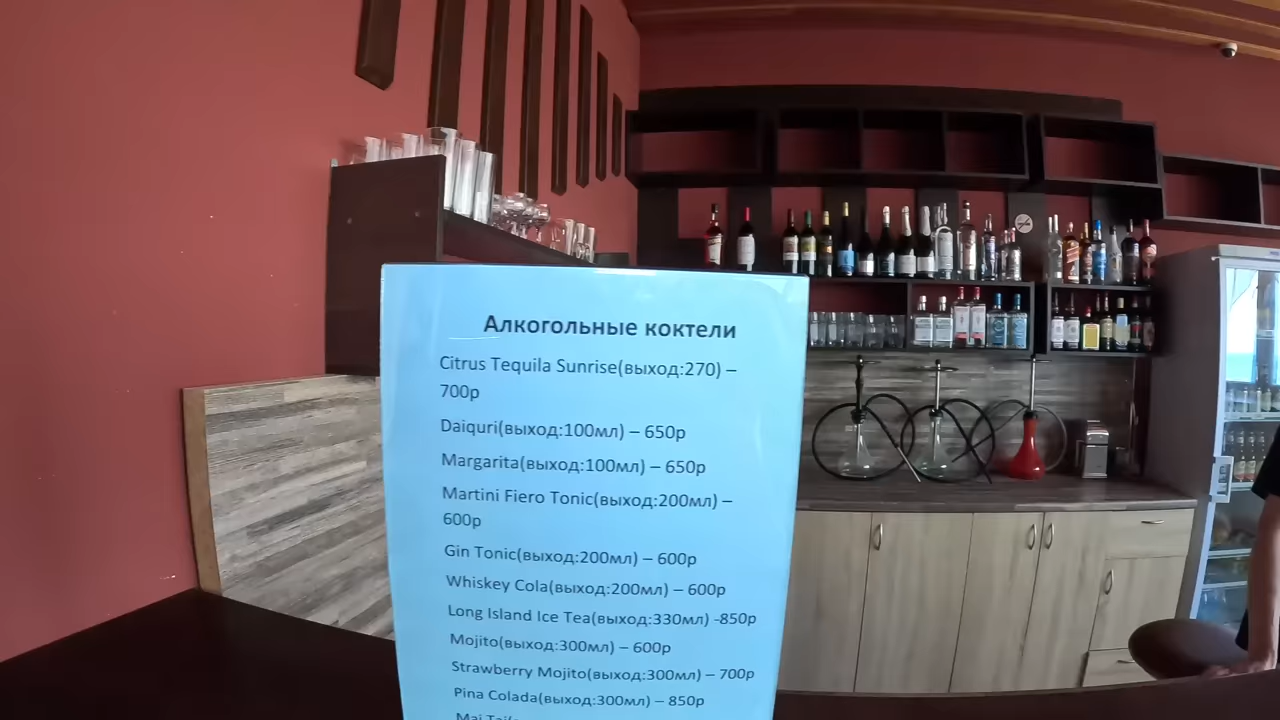 Алкогольные коктели
Citrus Tequila Sunrise(выход:270) –
700р
Daiquri(выход:100мл) – 650р
Margarita(выход:100мл) – 650р
Martini Fiero Tonic(выход:200мл) –
600р
Gin Tonic(выход:200мл) – 600р
Whiskey Cola(выход:200мл) – 600р
Long Island Ice Tea(выход:330мл) -850р
Mojito(выход:300мл) – 600р
Strawberry Mojito(выход:300мл) – 700р
Pina Colada(выход:300мл) – 850р
Mai